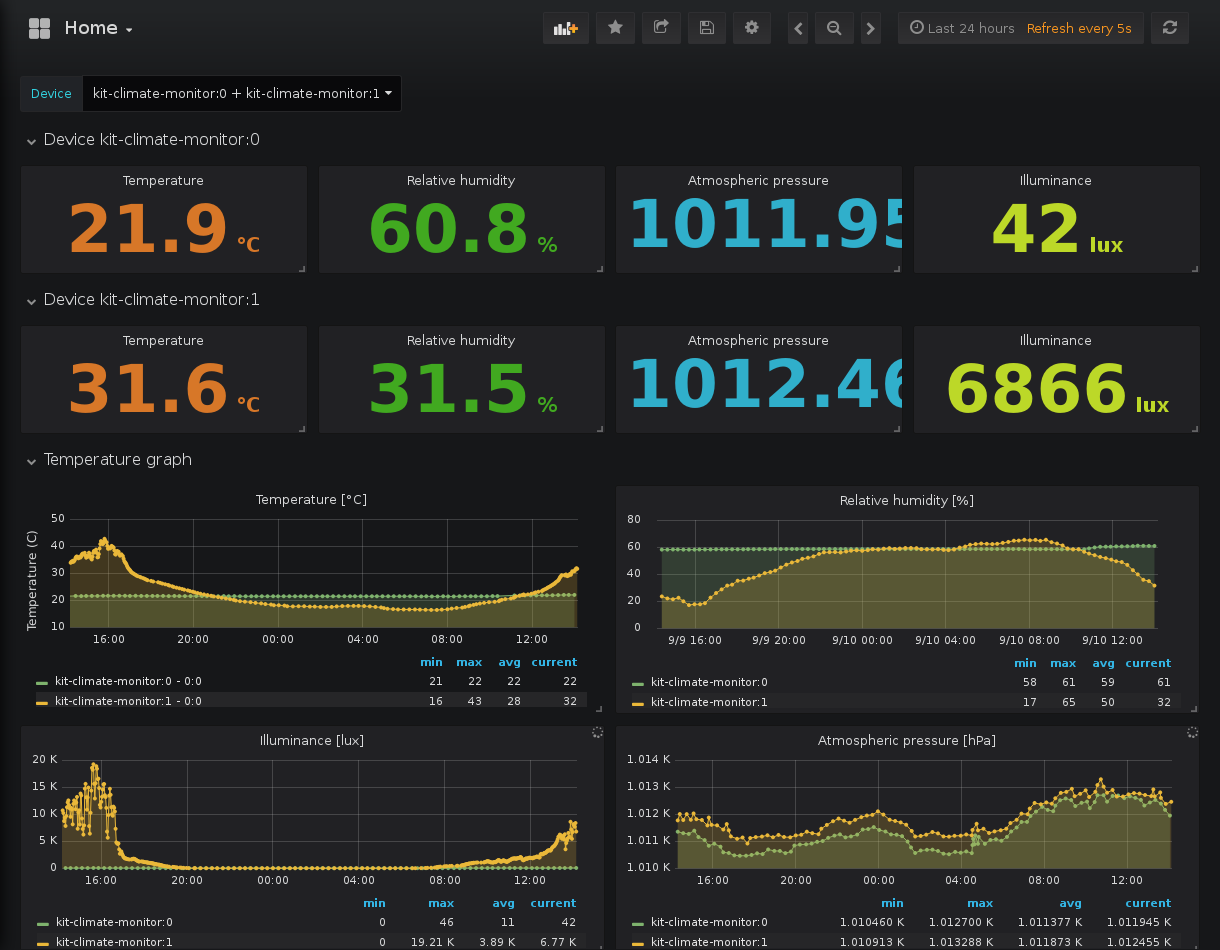 Home
Last 24 hours Refresh every 5s
Device kit-climate-monitor:0 + kit-climate-monitor:1
Device kit-climate-monitor:0
Temperature Relative humidity Atmospheric pressure Illuminance
21.9 °C 60.8 % 1011.95 42 lux
Device kit-climate-monitor:1
Temperature Relative humidity Atmospheric pressure Illuminance
31.6 °C 31.5 % 1012.46 6866 lux
Temperature graph
Temperature [°C]
Temperature (C)
50
40
30
20
10
16:00 20:00 00:00 04:00 08:00 12:00
min max avg current
kit-climate-monitor:0 - 0:0 21 22 22 22
kit-climate-monitor:1 - 0:0 16 43 28 32
Relative humidity [%]
80
60
40
20
0
9/9 16:00 9/9 20:00 9/10 00:00 9/10 04:00 9/10 08:00 9/10 12:00
min max avg current
kit-climate-monitor:0 58 61 59 61
kit-climate-monitor:1 17 65 50 32
Illuminance [lux]
20 K
15 K
10 K
5 K
0
16:00 20:00 00:00 04:00 08:00 12:00
min max avg current
kit-climate-monitor:0 0 46 11 42
kit-climate-monitor:1 0 19.21 K 3.89 K 6.77 K
Atmospheric pressure [hPa]
1.014 K
1.013 K
1.012 K
1.011 K
1.010 K
16:00 20:00 00:00 04:00 08:00 12:00
min max avg current
kit-climate-monitor:0 1.010460 K 1.012700 K 1.011377 K 1.011945 K
kit-climate-monitor:1 1.010913 K 1.013288 K 1.011873 K 1.012455 K